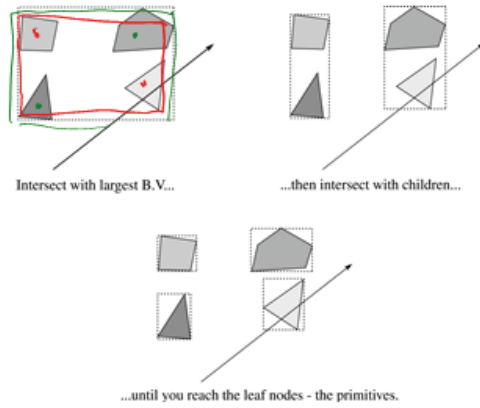 Intersect with largest B.V...
...then intersect with children...
...until you reach the leaf nodes - the primitives.